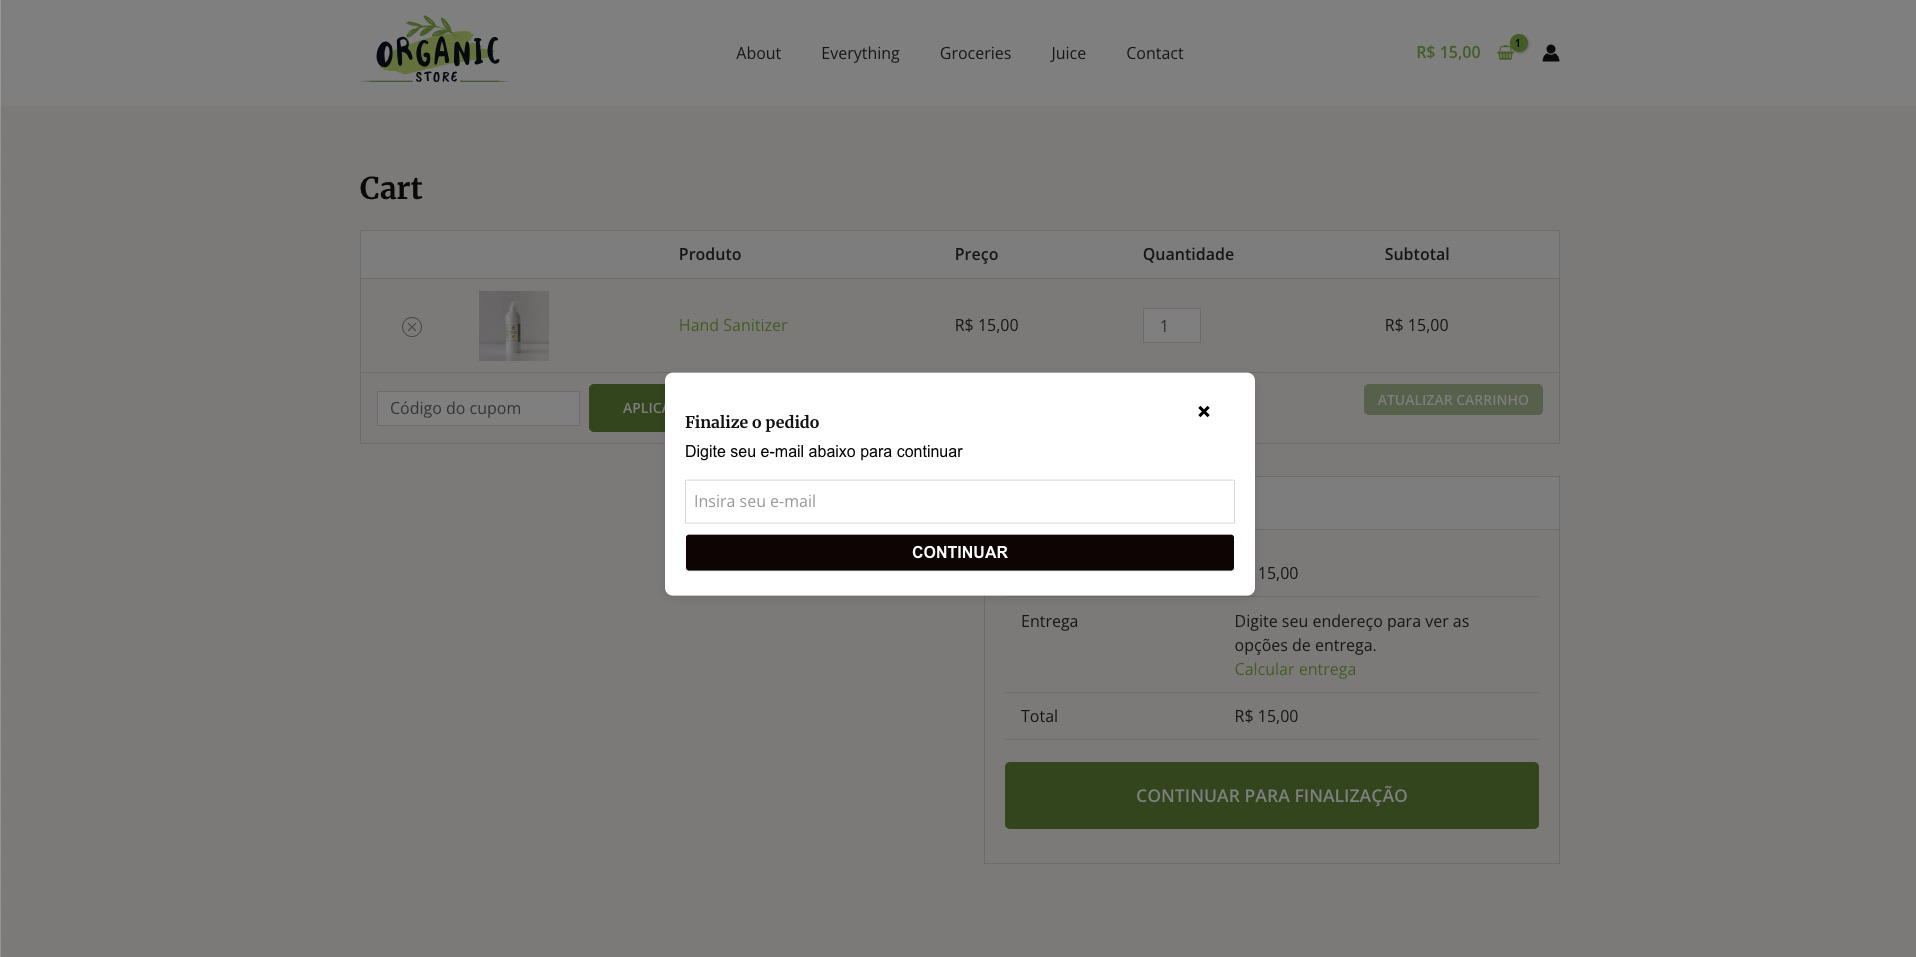 ORGANIC
STORE
About Everything Groceries Juice Contact
R$ 15,00 1
Cart
Produto Preço Quantidade Subtotal
Hand Sanitizer R$ 15,00 1 R$ 15,00
Código do cupom APLICA ATUALIZAR CARRINHO
Finalize o pedido
Digite seu e-mail abaixo para continuar
Insira seu e-mail
CONTINUAR
15,00
Entrega Digite seu endereço para ver as
opções de entrega.
Calcular entrega
Total R$ 15,00
CONTINUAR PARA FINALIZAÇÃO